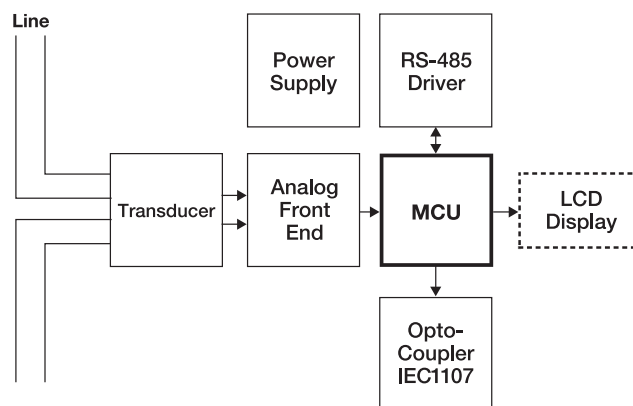 Line
Power
Supply
RS-485
Driver
Transducer
Analog
Front
End
MCU
LCD
Display
Opto-
Coupler
IEC1107